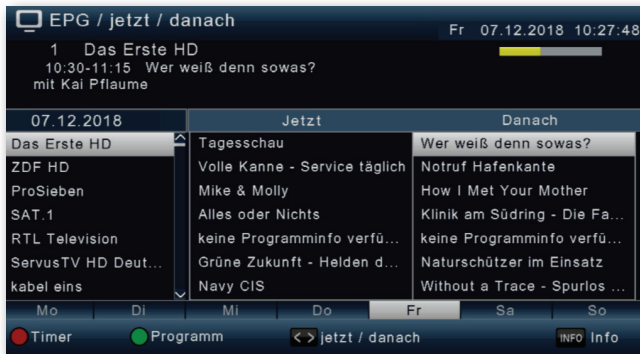 EPG / jetzt / danach
Fr 07.12.2018 10:27:48
1 Das Erste HD
10:30-11:15 Wer weiß denn sowas?
mit Kai Pflaume
07.12.2018 Jetzt Danach
Das Erste HD Tagesschau Wer weiß denn sowas?
ZDF HD Volle Kanne - Service täglich Notruf Hafenkante
ProSieben Mike & Molly How I Met Your Mother
SAT.1 Alles oder Nichts Klinik am Südring - Die Fa...
RTL Television keine Programminfo verfü... keine Programminfo verfü...
ServusTV HD Deut... Grüne Zukunft - Helden d... Naturschützer im Einsatz
kabel eins Navy CIS Without a Trace - Spurlos ...
Mo Di Mi Do Fr Sa So
Timer Programm <> jetzt / danach INFO Info